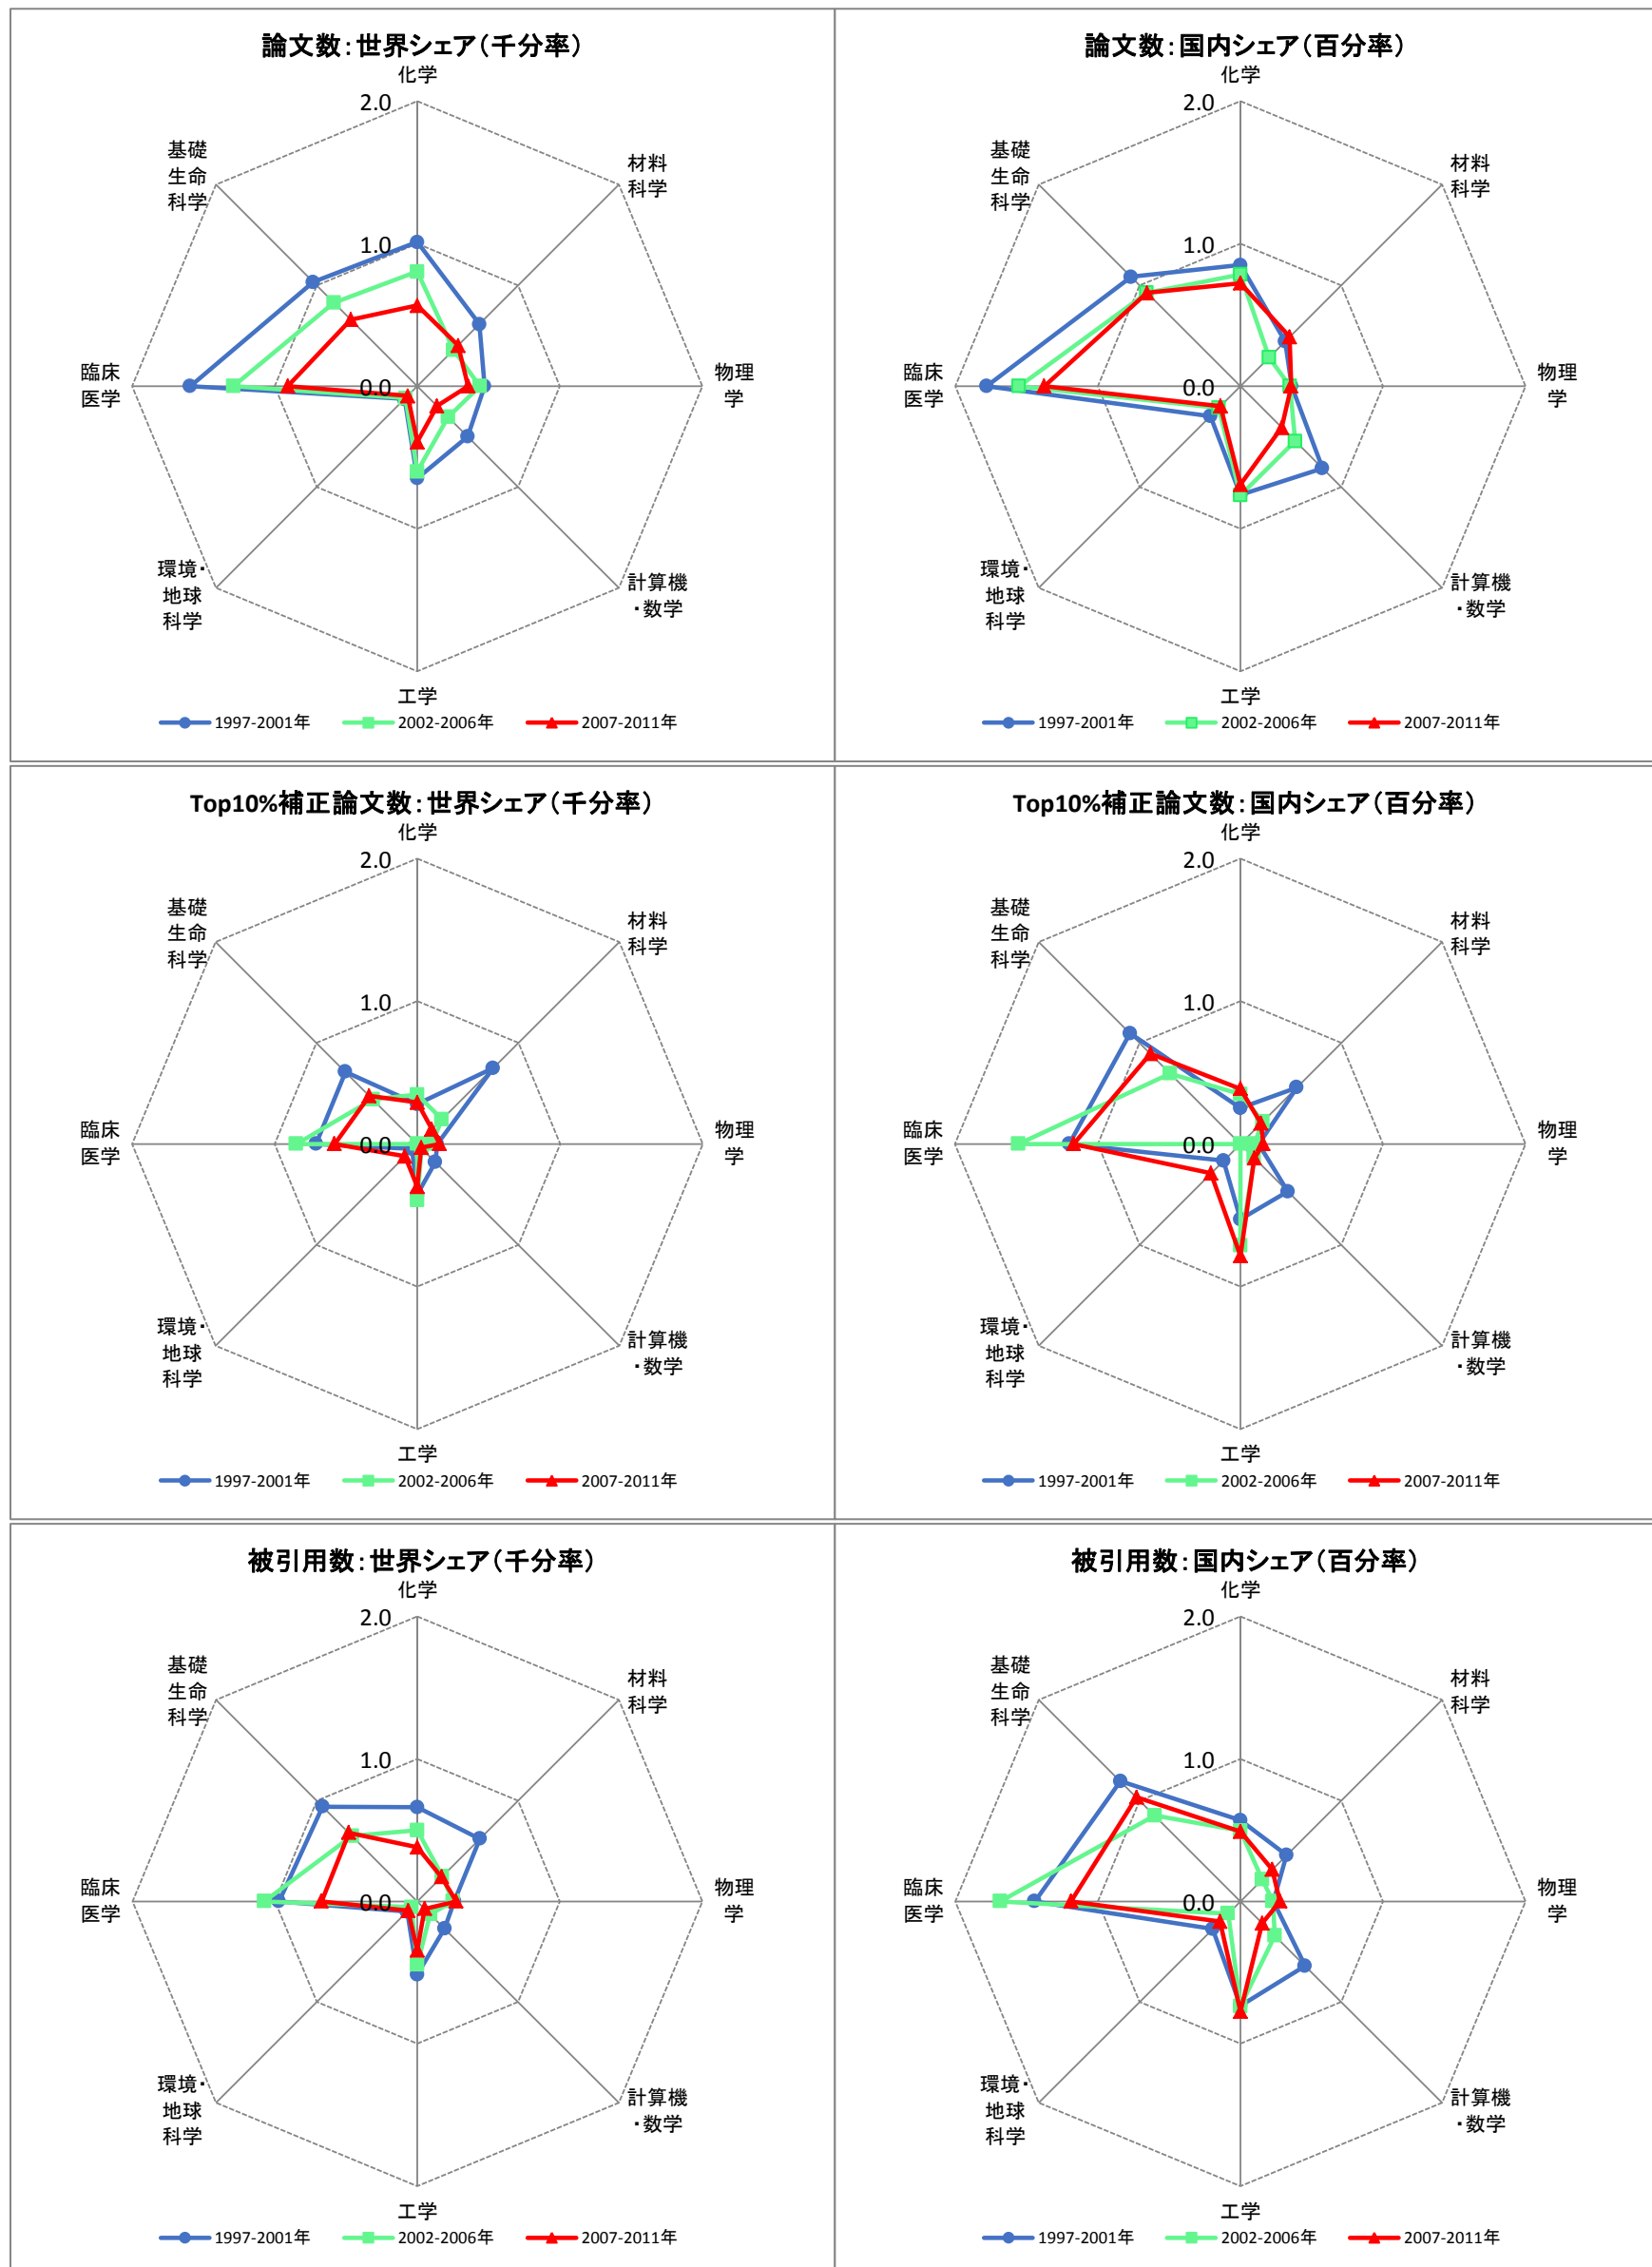 論文数：世界シェア（千分率）
化学
2.0
1.0
0.0
材料
科学
物理
学
計算機
・数学
工学
環境・
地球
科学
臨床
医学
基礎
生命
科学
1997-2001年 2002-2006年 2007-2011年
論文数：国内シェア（百分率）
化学
2.0
1.0
0.0
材料
科学
物理
学
計算機
・数学
工学
環境・
地球
科学
臨床
医学
基礎
生命
科学
1997-2001年 2002-2006年 2007-2011年
Top10%補正論文数：世界シェア（千分率）
化学
2.0
1.0
0.0
材料
科学
物理
学
計算機
・数学
工学
環境・
地球
科学
臨床
医学
基礎
生命
科学
1997-2001年 2002-2006年 2007-2011年
Top10%補正論文数：国内シェア（百分率）
化学
2.0
1.0
0.0
材料
科学
物理
学
計算機
・数学
工学
環境・
地球
科学
臨床
医学
基礎
生命
科学
1997-2001年 2002-2006年 2007-2011年
被引用数：世界シェア（千分率）
化学
2.0
1.0
0.0
材料
科学
物理
学
計算機
・数学
工学
環境・
地球
科学
臨床
医学
基礎
生命
科学
1997-2001年 2002-2006年 2007-2011年
被引用数：国内シェア（百分率）
化学
2.0
1.0
0.0
材料
科学
物理
学
計算機
・数学
工学
環境・
地球
科学
臨床
医学
基礎
生命
科学
1997-2001年 2002-2006年 2007-2011年